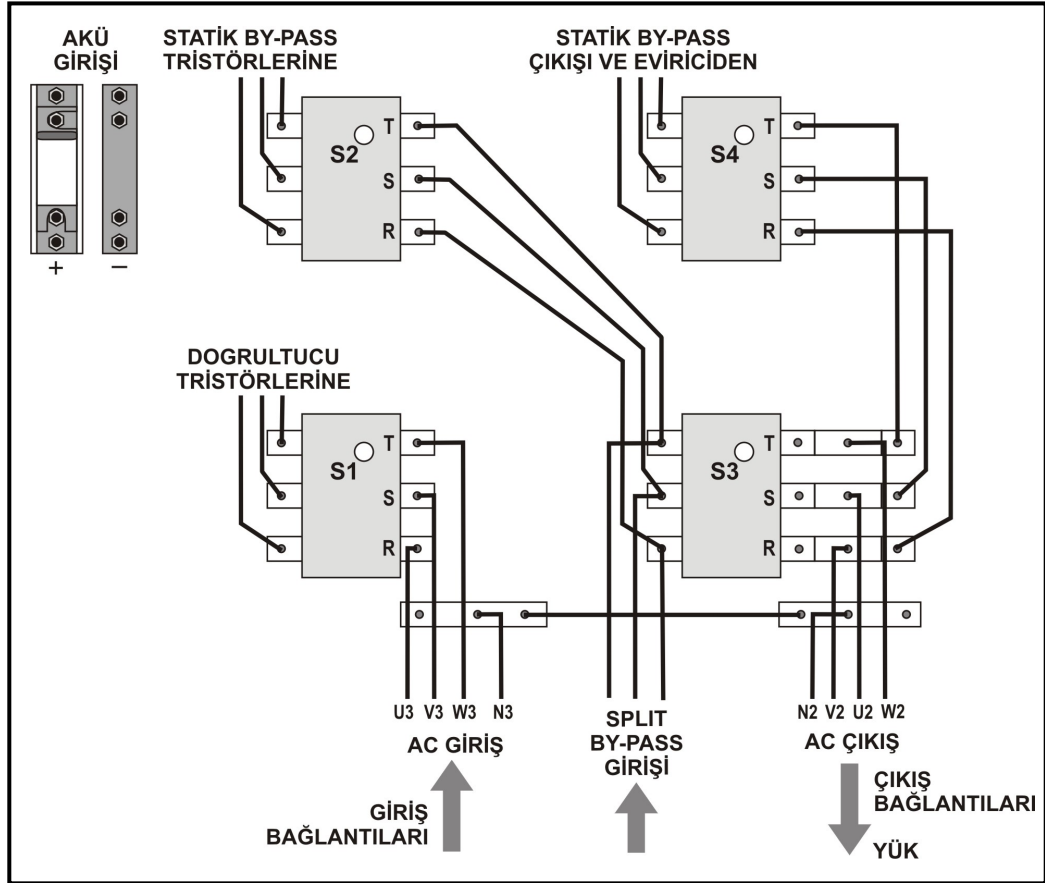 AKÜ
GİRİŞİ
+
−
STATİK BY-PASS
TRİSTÖRLERİNE
S2
T
S
R
STATİK BY-PASS
ÇIKIŞI VE EVİRİCİDEN
S4
T
S
R
DOGRULTUCU
TRİSTÖRLERİNE
S1
T
S
R
S3
T
S
R
U3 V3 W3 N3
AC GİRİŞ
GİRİŞ
BAĞLANTILARI
SPLIT
BY-PASS
GİRİŞİ
N2 V2 U2 W2
AC ÇIKIŞ
ÇIKIŞ
BAĞLANTILARI
YÜK